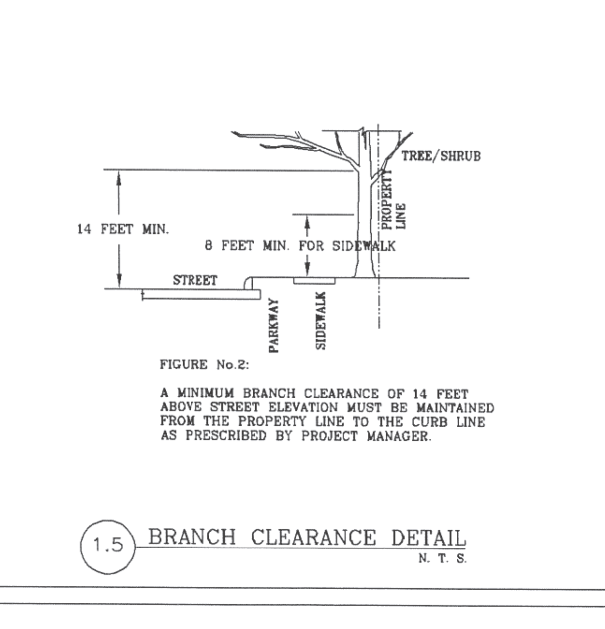 TREE/SHRUB
PROPERTY
LINE
14 FEET MIN.
8 FEET MIN. FOR SIDEWALK
STREET
PARKWAY
SIDEWALK
FIGURE No.2:
A MINIMUM BRANCH CLEARANCE OF 14 FEET
ABOVE STREET ELEVATION MUST BE MAINTAINED
FROM THE PROPERTY LINE TO THE CURB LINE
AS PRESCRIBED BY PROJECT MANAGER.
1.5
BRANCH CLEARANCE DETAIL
N. T. S.